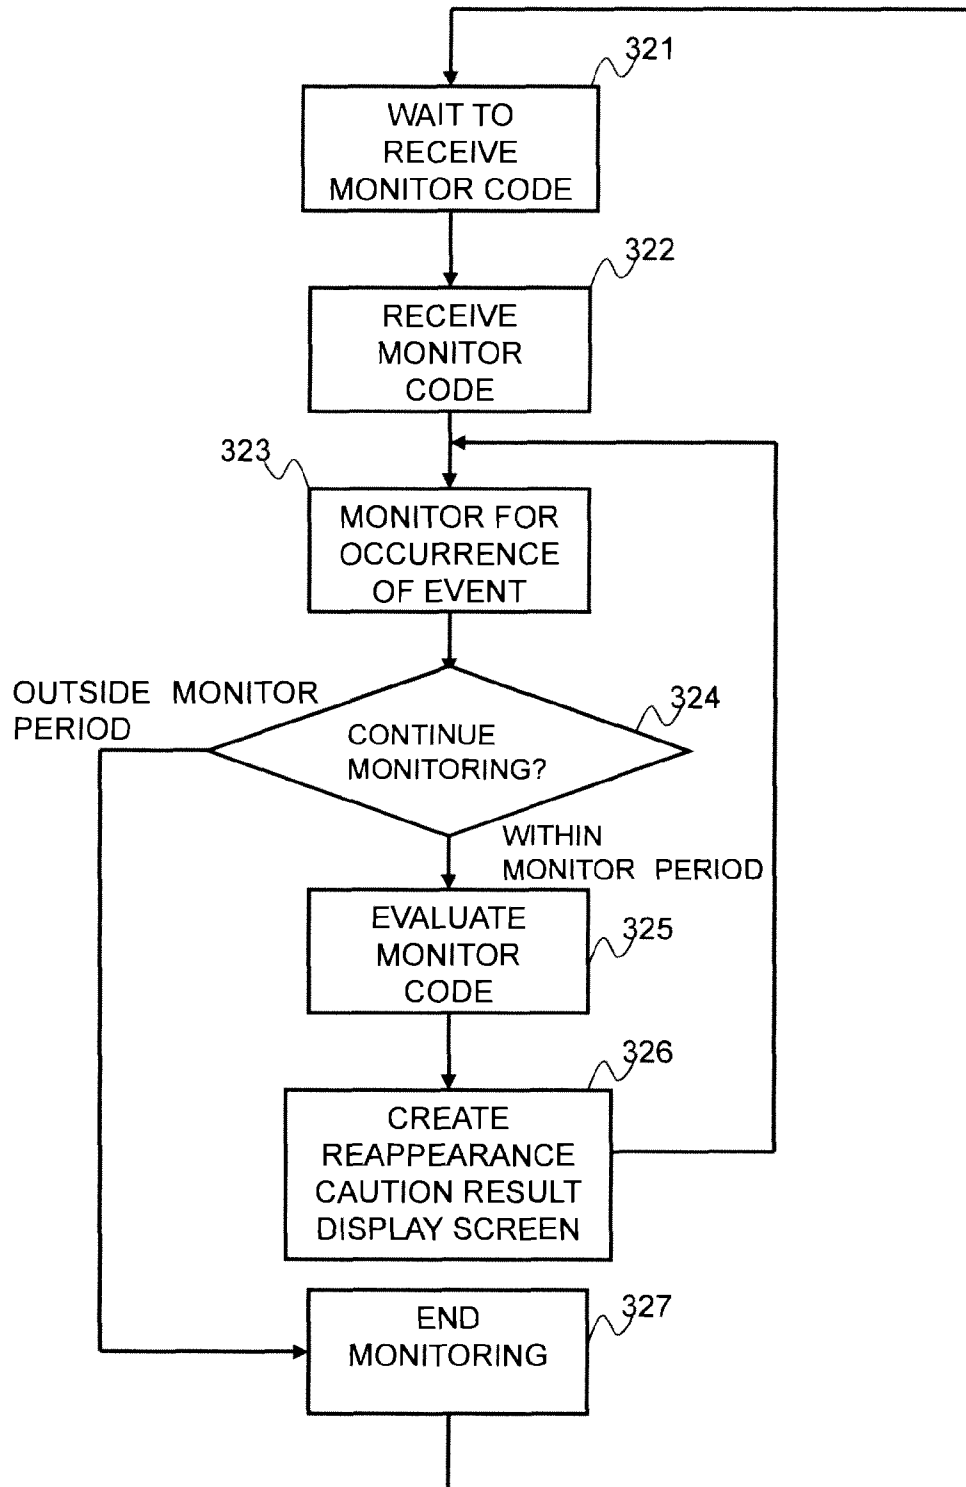 321
WAIT TO
RECEIVE
MONITOR CODE
322
RECEIVE
MONITOR
CODE
323
MONITOR FOR
OCCURRENCE
OF EVENT
OUTSIDE MONITOR
PERIOD
324
CONTINUE
MONITORING?
WITHIN
MONITOR PERIOD
325
EVALUATE
MONITOR
CODE
326
CREATE
REAPPEARANCE
CAUTION RESULT
DISPLAY SCREEN
327
END
MONITORING